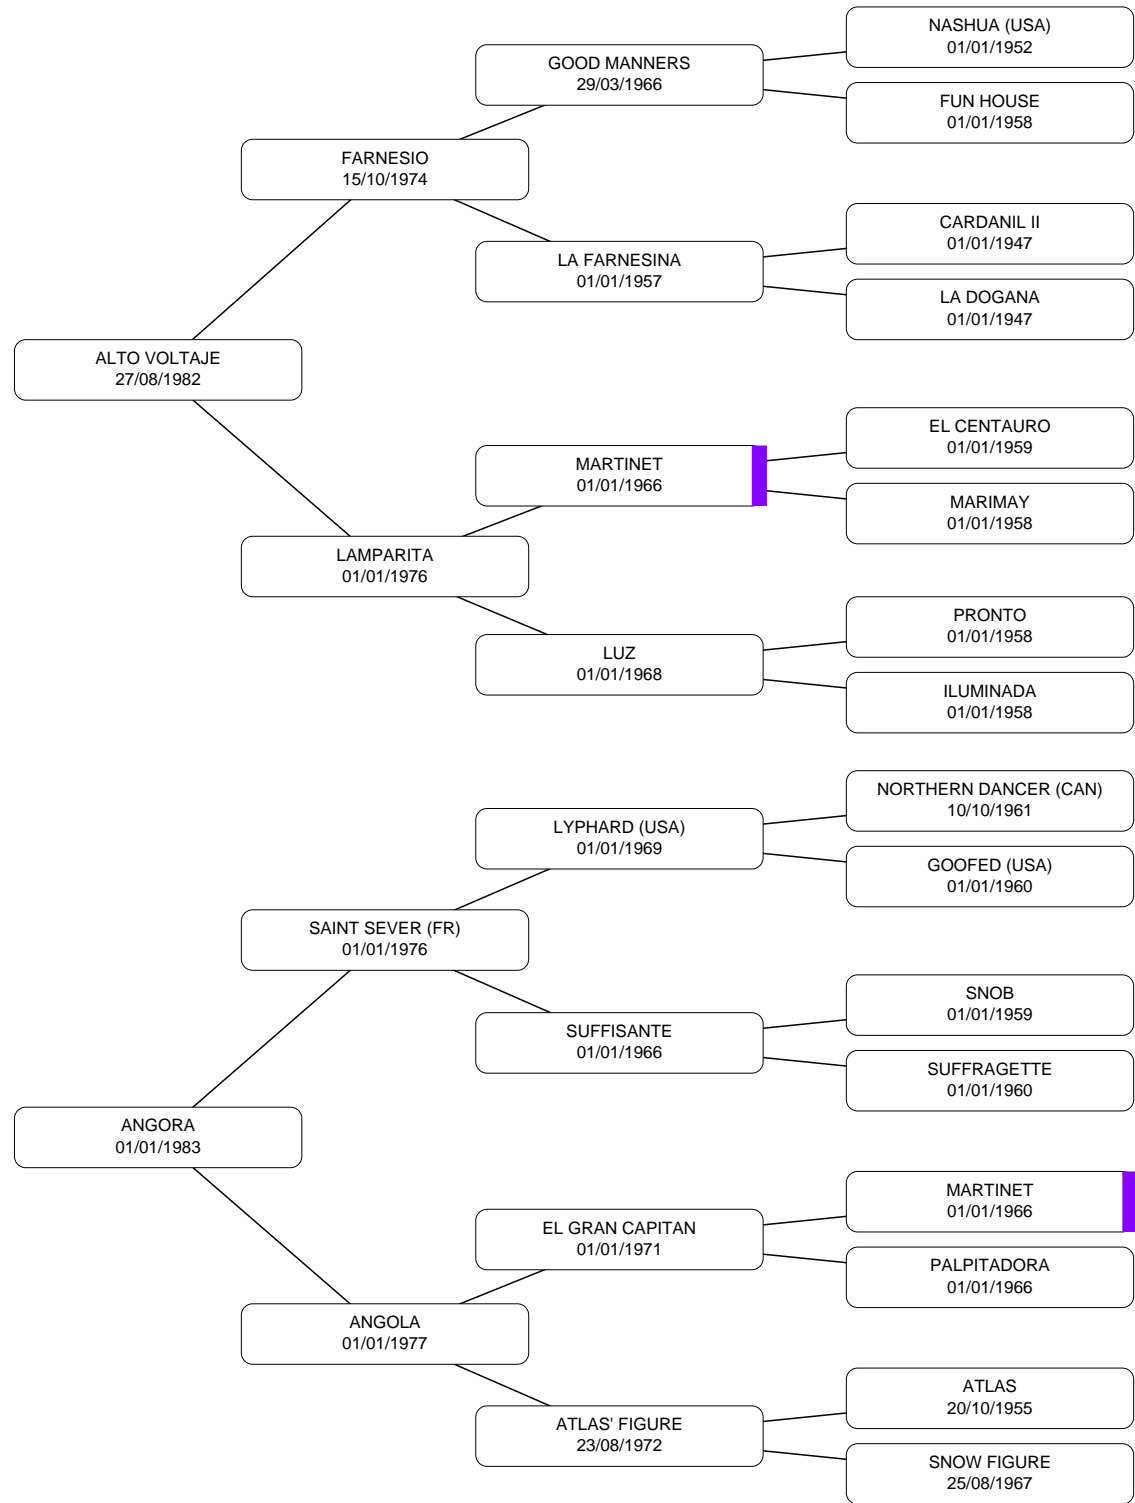 NASHUA (USA)
01/01/1952
GOOD MANNERS
29/03/1966
FUN HOUSE
01/01/1958
FARNESIO
15/10/1974
CARDANIL II
01/01/1947
LA FARNESINA
01/01/1957
LA DOGANA
01/01/1947
ALTO VOLTAJE
27/08/1982
EL CENTAURO
01/01/1959
MARTINET
01/01/1966
MARIMAY
01/01/1958
LAMPARITA
01/01/1976
PRONTO
01/01/1958
LUZ
01/01/1968
ILUMINADA
01/01/1958
NORTHERN DANCER (CAN)
10/10/1961
LYPHARD (USA)
01/01/1969
GOOFED (USA)
01/01/1960
SAINT SEVER (FR)
01/01/1976
SNOB
01/01/1959
SUFFISANTE
01/01/1966
SUFFRAGETTE
01/01/1960
ANGORA
01/01/1983
MARTINET
01/01/1966
EL GRAN CAPITAN
01/01/1971
PALPITADORA
01/01/1966
ANGOLA
01/01/1977
ATLAS
20/10/1955
ATLAS' FIGURE
23/08/1972
SNOW FIGURE
25/08/1967